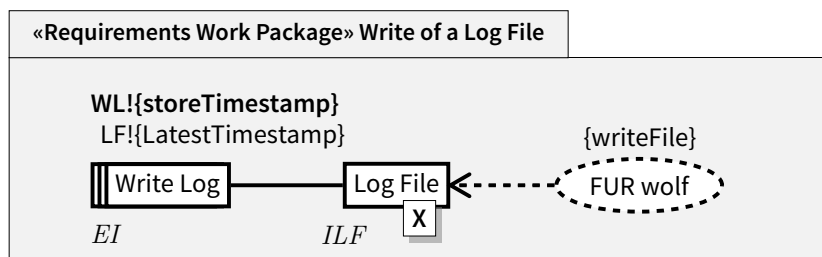 «Requirements Work Package» Write of a Log File
WL!{storeTimestamp}
LF!{LatestTimestamp}
{writeFile}
Write Log
Log File
FUR wolf
X
EI
ILF